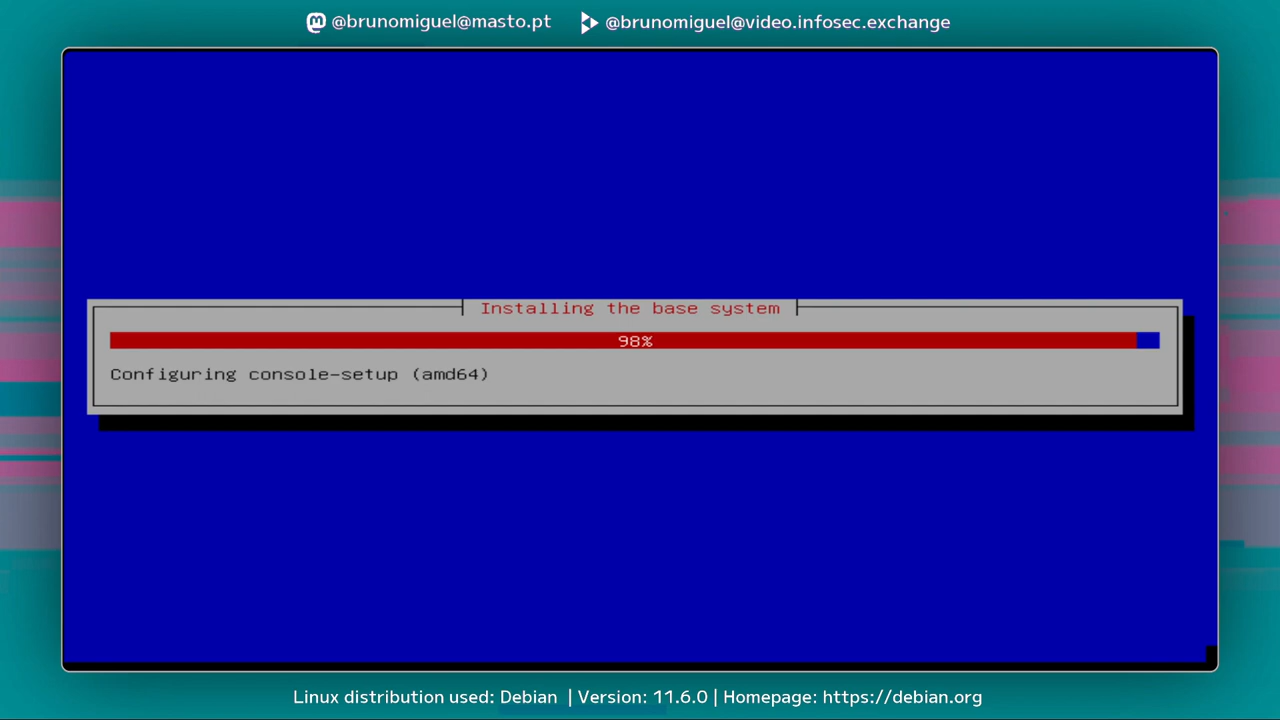 @brunomiguel@masto.pt @brunomiguel@video.infosec.exchange
Installing the base system
98%
Configuring console-setup (amd64)
Linux distribution used: Debian | Version: 11.6.0 | Homepage: https://debian.org